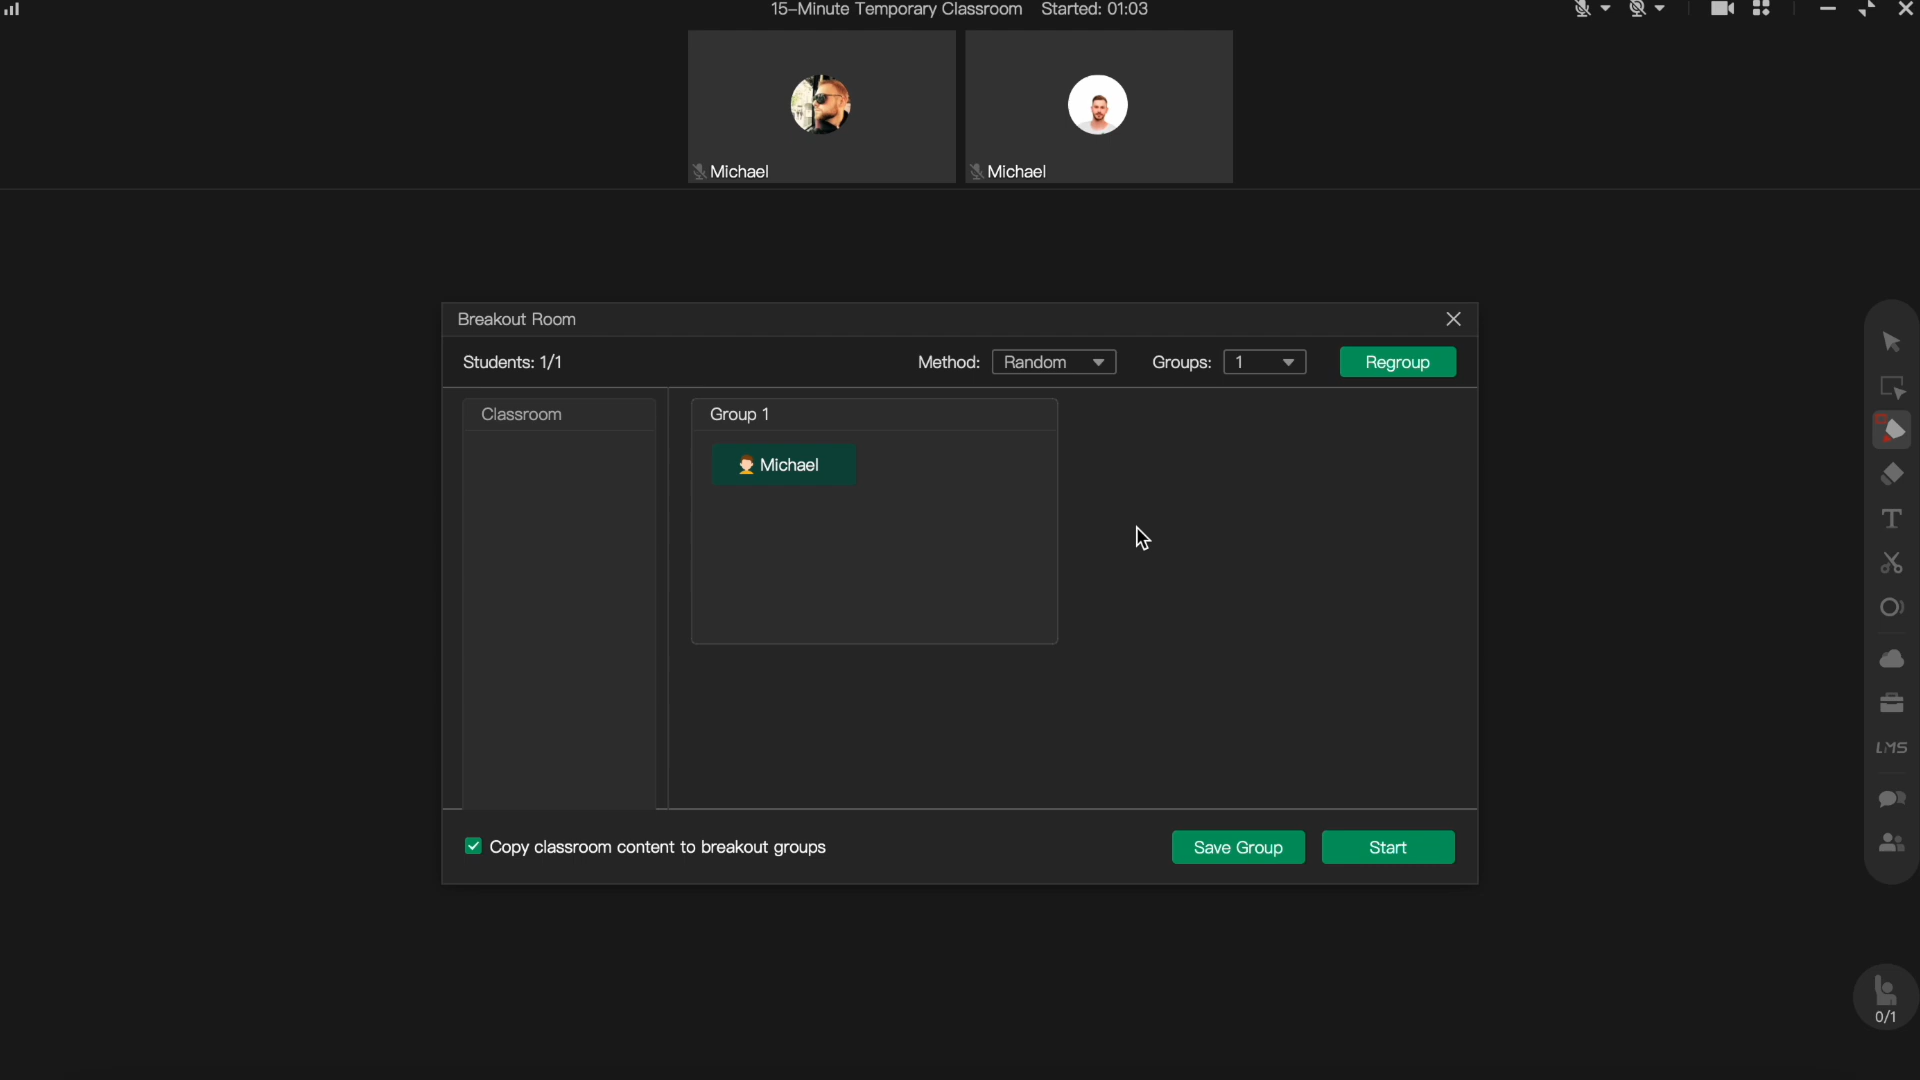 15-Minute Temporary Classroom Started: 01:03
Michael
Michael
Breakout Room
Students: 1/1
Method: Random
Groups: 1
Regroup
Classroom
Group 1
Michael
Copy classroom content to breakout groups
Save Group
Start
LMS
0/1